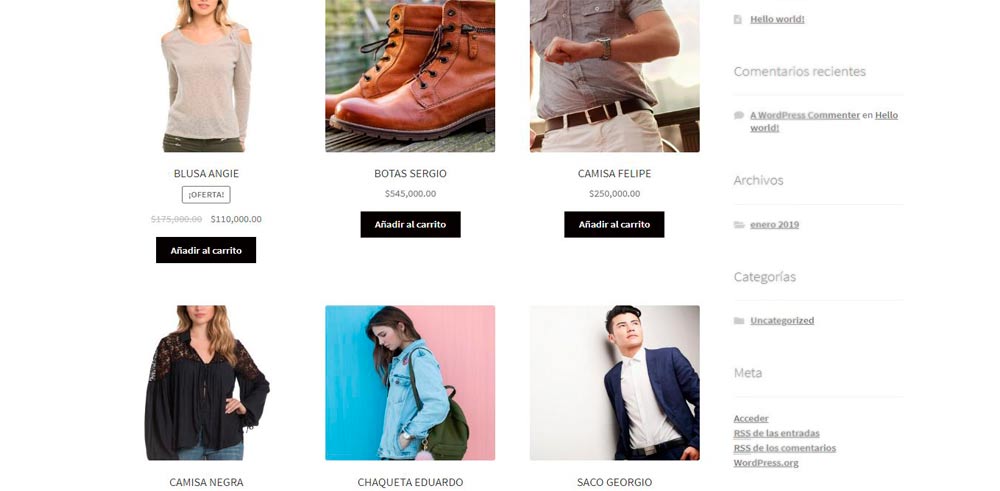 BLUSA ANGIE
¡OFERTA!
$175,000.00 $110,000.00
Añadir al carrito
BOTAS SERGIO
$545,000.00
Añadir al carrito
CAMISA FELIPE
$250,000.00
Añadir al carrito
CAMISA NEGRA
CHAQUETA EDUARDO
SACO GEORGIO
Hello world!
Comentarios recientes
A WordPress Commenter en Hello
world!
Archivos
enero 2019
Categorías
Uncategorized
Meta
Acceder
RSS de las entradas
RSS de los comentarios
WordPress.org